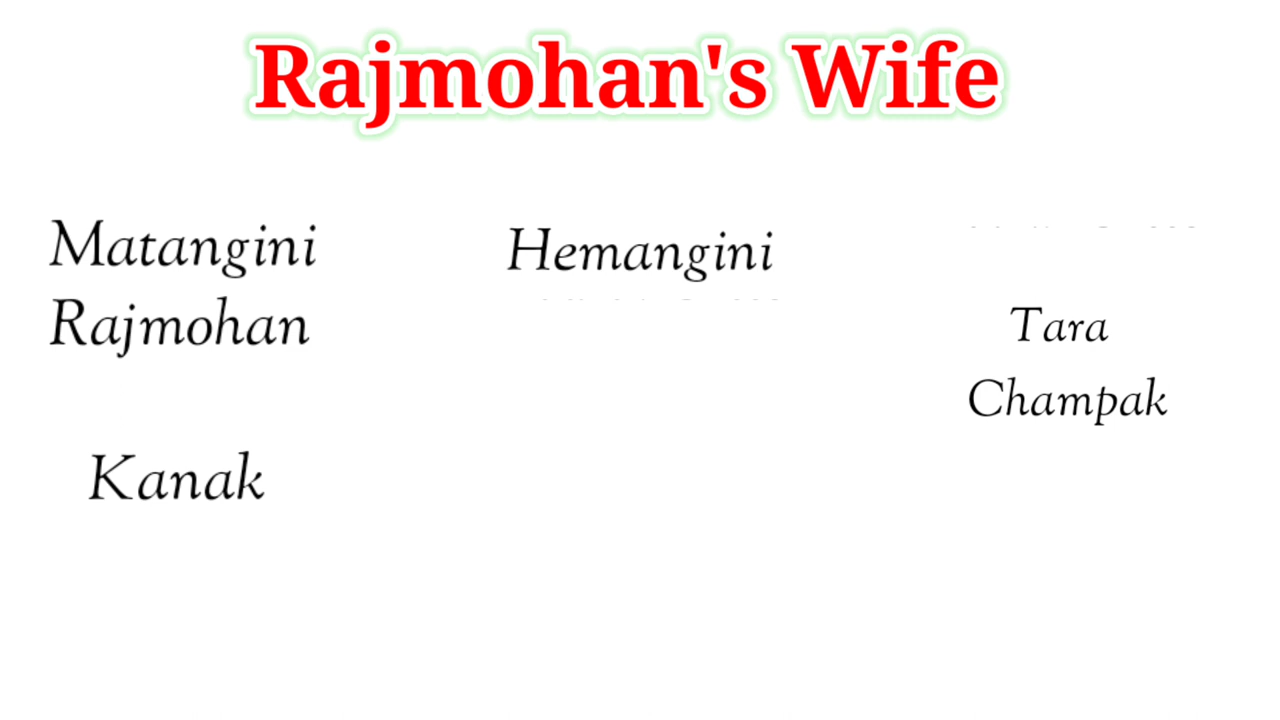 Rajmohan's Wife
Matangini
Rajmohan
Kanak
Hemangini
Tara
Champak